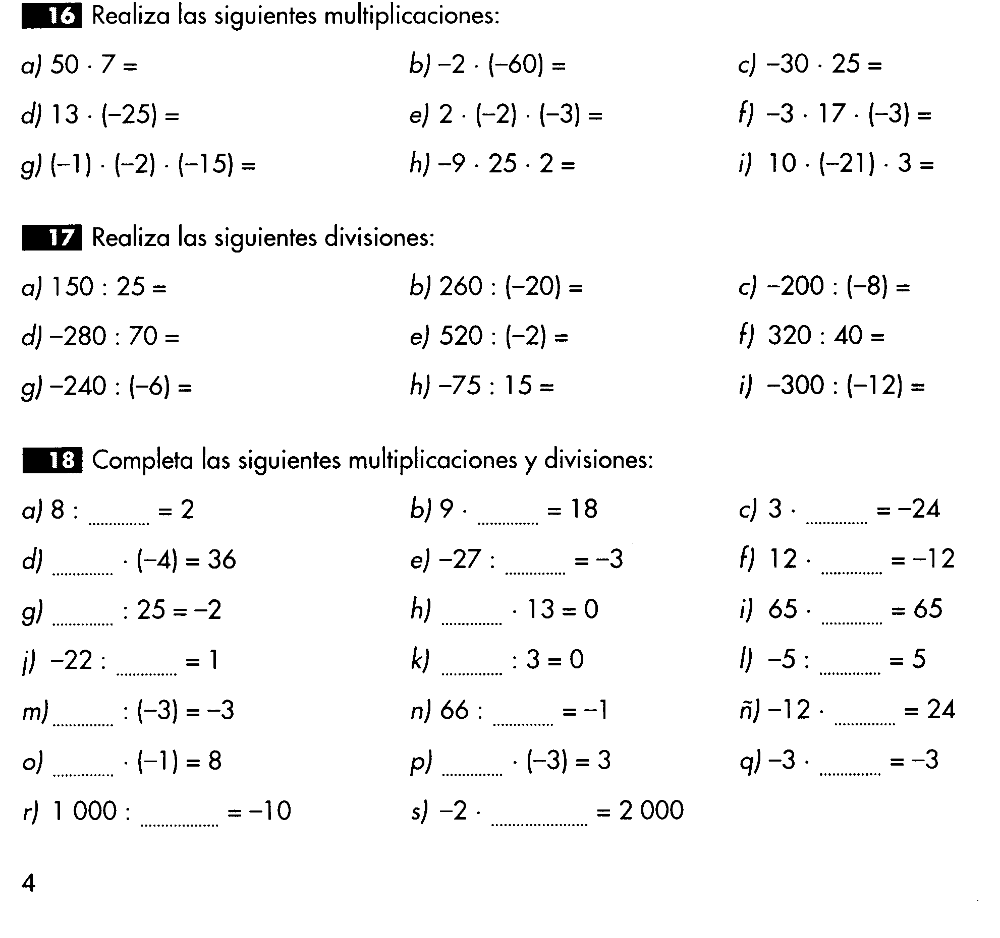 16 Realiza las siguientes multiplicaciones:
a) 50 · 7 = b) –2 · (–60) = c) –30 · 25 =
d) 13 · (–25) = e) 2 · (–2) · (–3) = f) –3 · 17 · (–3) =
g) (–1) · (–2) · (–15) = h) –9 · 25 · 2 = i) 10 · (–21) · 3 =
17 Realiza las siguientes divisiones:
a) 150 : 25 = b) 260 : (–20) = c) –200 : (–8) =
d) –280 : 70 = e) 520 : (–2) = f) 320 : 40 =
g) –240 : (–6) = h) –75 : 15 = i) –300 : (–12) =
18 Completa las siguientes multiplicaciones y divisiones:
a) 8 : ............... = 2 b) 9 · ............... = 18 c) 3 · ............... = –24
d) ............... · (–4) = 36 e) –27 : ............... = –3 f) 12 · ............... = –12
g) ............... : 25 = –2 h) ............... · 13 = 0 i) 65 · ............... = 65
j) –22 : ............... = 1 k) ............... : 3 = 0 l) –5 : ............... = 5
m) ............... : (–3) = –3 n) 66 : ............... = –1 ñ) –12 · ............... = 24
o) ............... · (–1) = 8 p) ............... · (–3) = 3 q) –3 · ............... = –3
r) 1 000 : ................... = –10 s) –2 · ........................ = 2 000
4